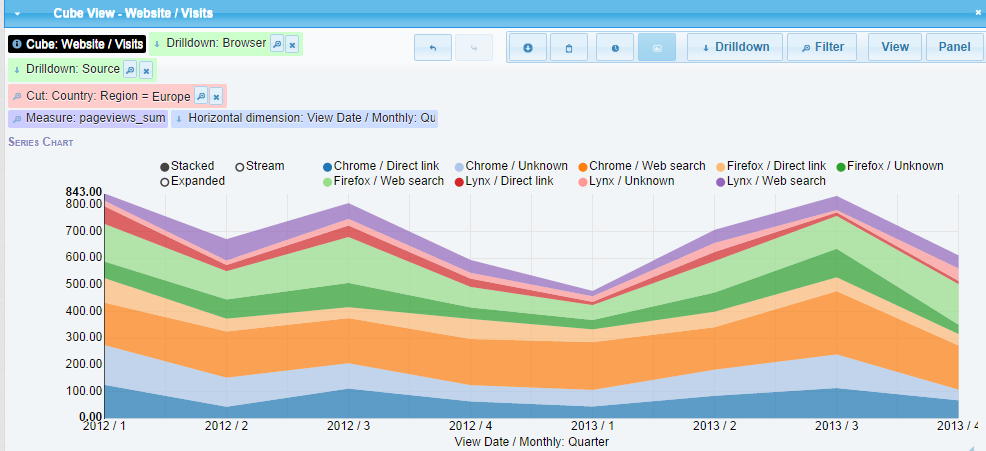 Cube View - Website / Visits
Cube: Website / Visits Drilldown: Browser
Drilldown Filter View Panel
Drilldown: Source
Cut: Country: Region = Europe
Measure: pageviews_sum Horizontal dimension: View Date / Monthly: Qu
Series Chart
Stacked Stream Chrome / Direct link Chrome / Unknown Chrome / Web search Firefox / Direct link Firefox / Unknown
Expanded Firefox / Web search Lynx / Direct link Lynx / Unknown Lynx / Web search
843.00
800.00
700.00
600.00
500.00
400.00
300.00
200.00
100.00
0.00
2012 / 1 2012 / 2 2012 / 3 2012 / 4 2013 / 1 2013 / 2 2013 / 3 2013 / 4
View Date / Monthly: Quarter